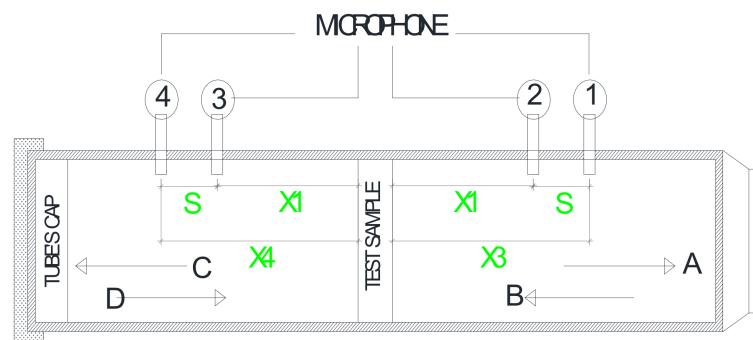 MICROPHONE
4 3 2 1
S X1 X1 S
X4 X3
TUBES CAP
TEST SAMPLE
C A
D B